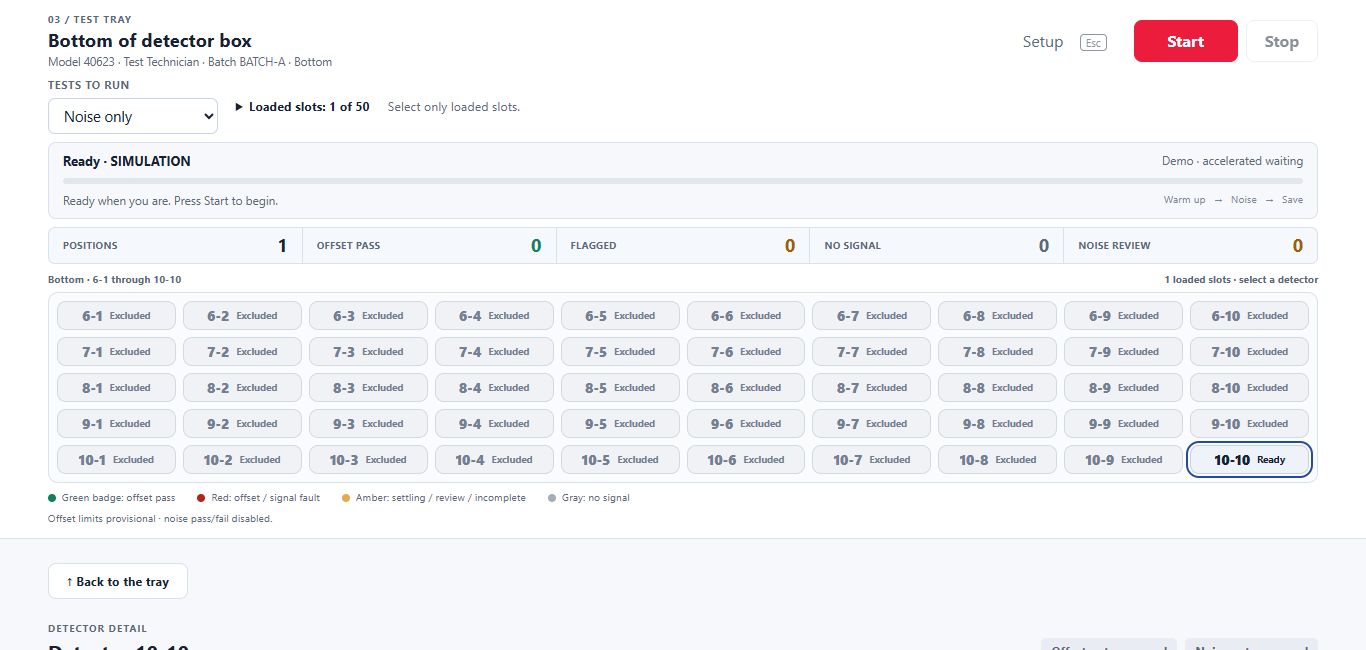 03 / TEST TRAY
Bottom of detector box
Model 40623 · Test Technician · Batch BATCH-A · Bottom
Setup Esc Start Stop
TESTS TO RUN
Noise only
▶ Loaded slots: 1 of 50 Select only loaded slots.
Ready · SIMULATION Demo · accelerated waiting
Ready when you are. Press Start to begin. Warm up → Noise → Save
POSITIONS 1 OFFSET PASS 0 FLAGGED 0 NO SIGNAL 0 NOISE REVIEW 0
Bottom · 6-1 through 10-10 1 loaded slots · select a detector
6-1 Excluded 6-2 Excluded 6-3 Excluded 6-4 Excluded 6-5 Excluded 6-6 Excluded 6-7 Excluded 6-8 Excluded 6-9 Excluded 6-10 Excluded
7-1 Excluded 7-2 Excluded 7-3 Excluded 7-4 Excluded 7-5 Excluded 7-6 Excluded 7-7 Excluded 7-8 Excluded 7-9 Excluded 7-10 Excluded
8-1 Excluded 8-2 Excluded 8-3 Excluded 8-4 Excluded 8-5 Excluded 8-6 Excluded 8-7 Excluded 8-8 Excluded 8-9 Excluded 8-10 Excluded
9-1 Excluded 9-2 Excluded 9-3 Excluded 9-4 Excluded 9-5 Excluded 9-6 Excluded 9-7 Excluded 9-8 Excluded 9-9 Excluded 9-10 Excluded
10-1 Excluded 10-2 Excluded 10-3 Excluded 10-4 Excluded 10-5 Excluded 10-6 Excluded 10-7 Excluded 10-8 Excluded 10-9 Excluded 10-10 Ready
Green badge: offset pass Red: offset / signal fault Amber: settling / review / incomplete Gray: no signal
Offset limits provisional · noise pass/fail disabled.
↑ Back to the tray
DETECTOR DETAIL
Detector 10-10